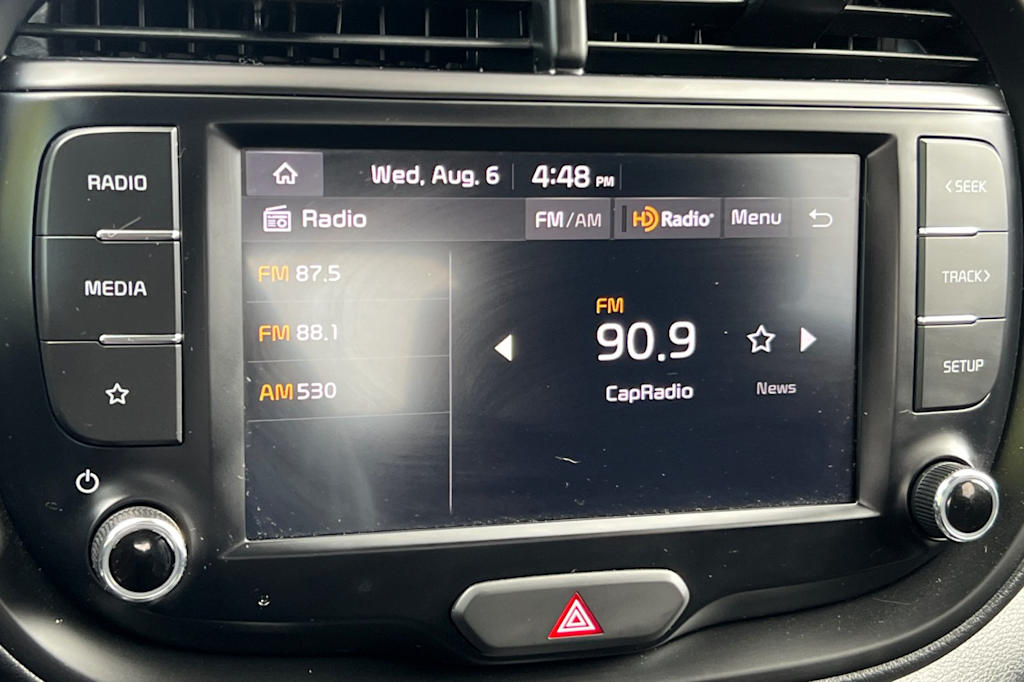 RADIO
MEDIA
Wed, Aug. 6 4:48 PM
Radio FM/AM HD Radio® Menu
FM 87.5
FM 88.1
AM 530
FM
90.9
CapRadio
News
< SEEK
TRACK >
SETUP